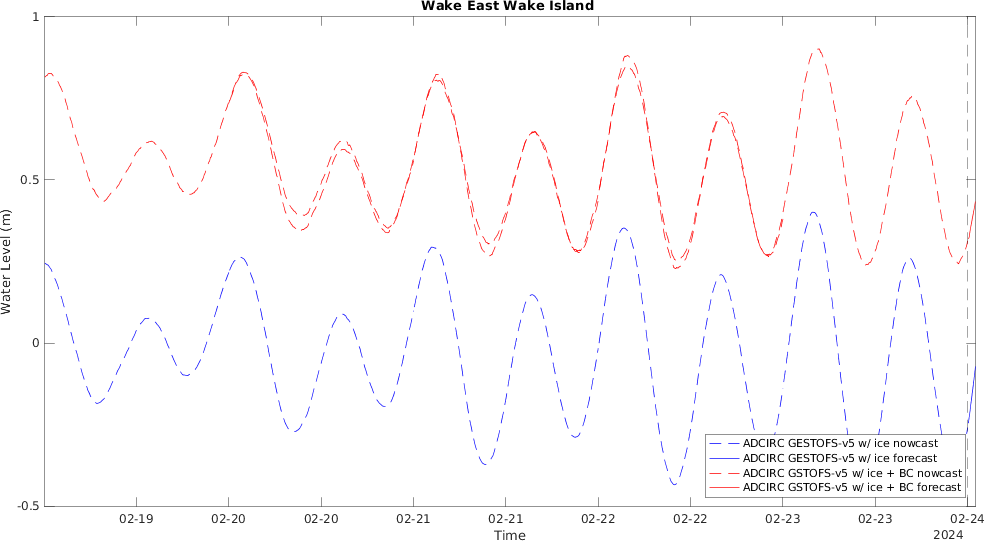 Wake East Wake Island
1
0.5
0
-0.5
Water Level (m)
ADCIRC GESTOFS-v5 w/ ice nowcast
ADCIRC GESTOFS-v5 w/ ice forecast
ADCIRC GSTOFS-v5 w/ ice + BC nowcast
ADCIRC GSTOFS-v5 w/ ice + BC forecast
02-19 02-20 02-20 02-21 02-21 02-22 02-22 02-23 02-23 02-24
2024
Time